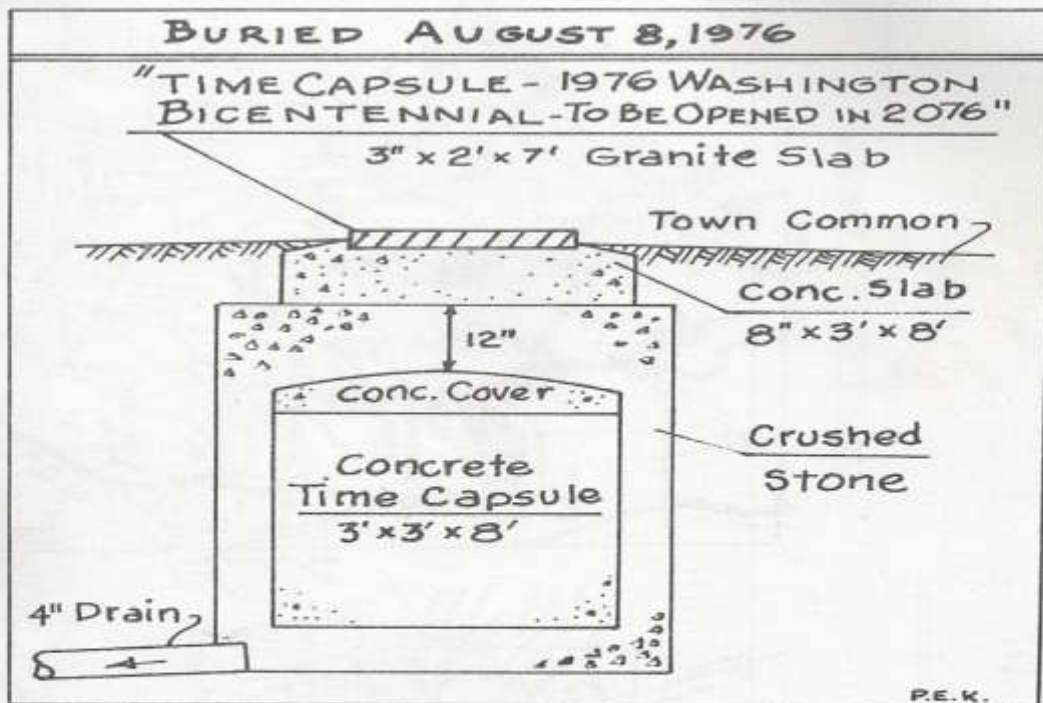 BURIED AUGUST 8, 1976
"TIME CAPSULE - 1976 WASHINGTON
BICENTENNIAL - TO BE OPENED IN 2076"
3" x 2' x 7' Granite Slab
Town Common
Conc. Slab
8" x 3' x 8'
12"
Conc. Cover
Crushed
Stone
Concrete
Time Capsule
3' x 3' x 8'
4" Drain
P.E.K.